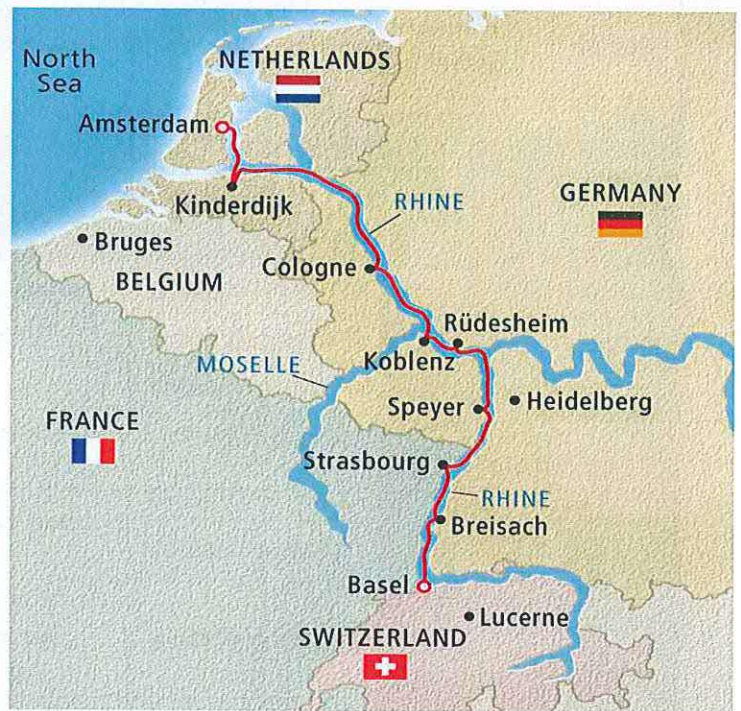 North
Sea
NETHERLANDS
Amsterdam
Kinderdijk
RHINE
GERMANY
Bruges
BELGIUM
Cologne
Rüdesheim
Koblenz
MOSELLE
Speyer
Heidelberg
FRANCE
Strasbourg
RHINE
Breisach
Basel
Lucerne
SWITZERLAND